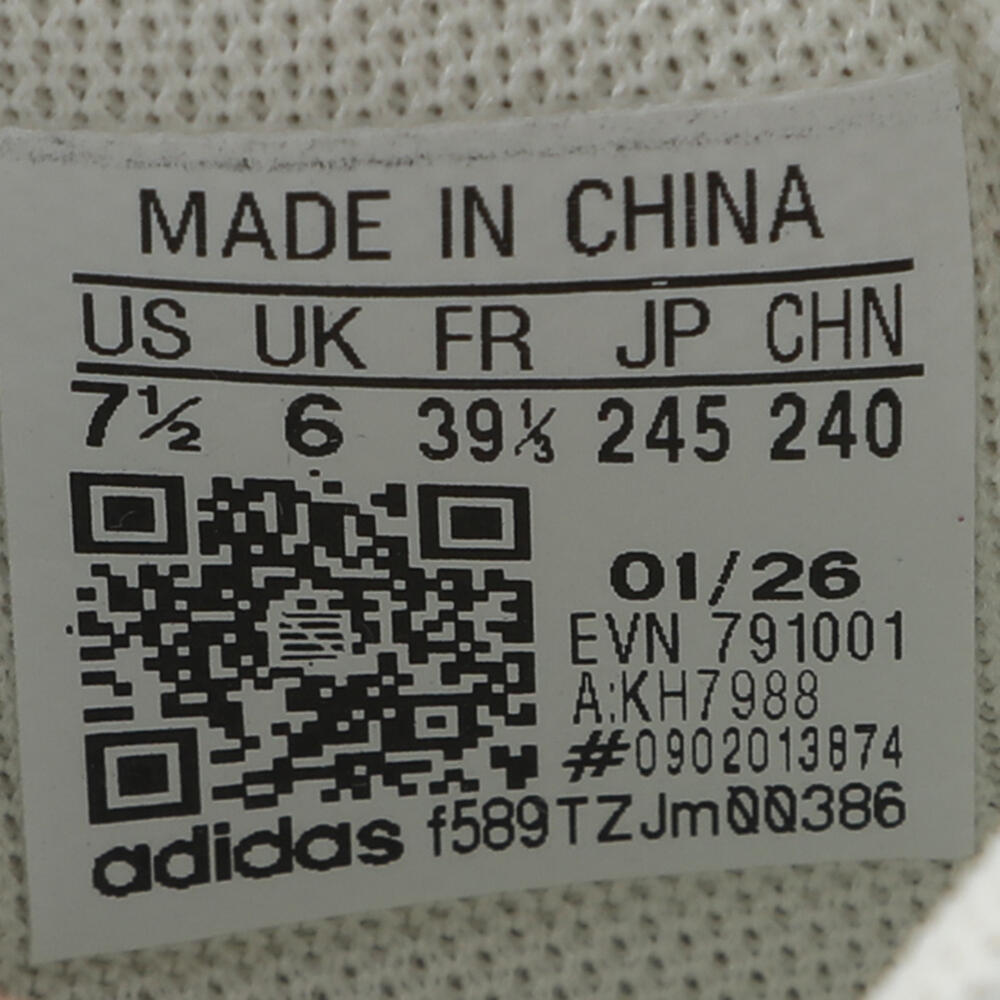 MADE IN CHINA
US UK FR JP CHN
7½ 6 39⅓ 245 240
01/26
EVN 791001
A:KH7988
#0902013874
adidas f589TZJm00386